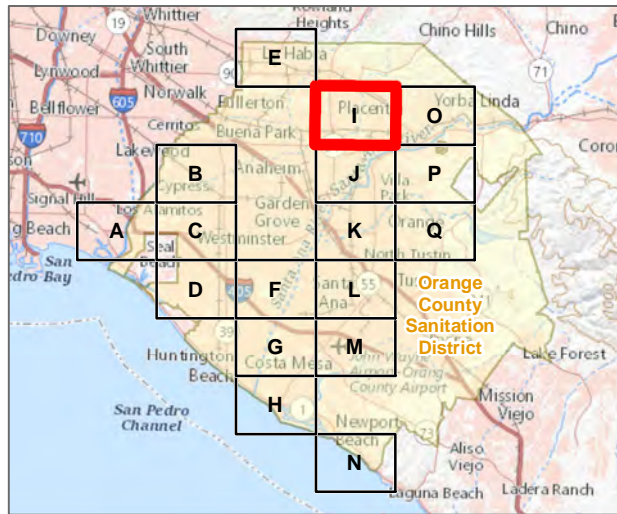 Whittier
Rowland
Heights
Chino Hills
Chino
19
Downey
South
Whittier
E
La Habra
71
Lynwood
90
Norwalk
Bellflower
605
Fullerton
Placent
I
O
Yorba Linda
Cerritos
Buena Park
710
Lakewood
B
Anaheim
J
Villa
Park
P
Cypress
Signal Hill
Los Alamitos
Garden
Grove
A
C
Westminster
K
Orange
Q
North Tustin
Beach
Seal
Beach
San
Pedro Bay
Santa Ana
D
405
F
Santa
Ana
L
55
Orange
County
Sanitation
District
39
G
Costa Mesa
M
John Wayne
Airport-Orang
County Airport
Lake Forest
Huntington
Beach
H
1
Mission
Viejo
San Pedro
Channel
Newport
Beach
73
Aliso
Viejo
N
Laguna Beach
Ladera Ranch